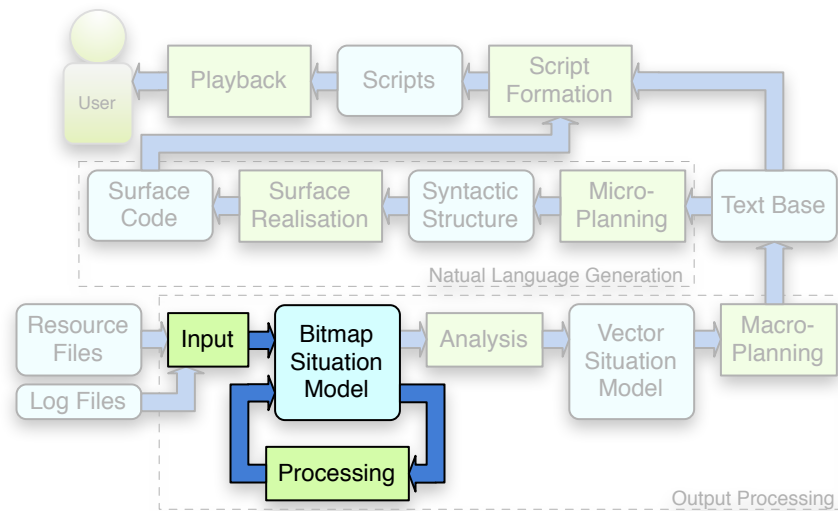 User
Playback
Scripts
Script
Formation
Surface
Code
Surface
Realisation
Syntactic
Structure
Micro-
Planning
Text Base
Natual Language Generation
Resource
Files
Log Files
Input
Bitmap
Situation
Model
Analysis
Vector
Situation
Model
Macro-
Planning
Processing
Output Processing